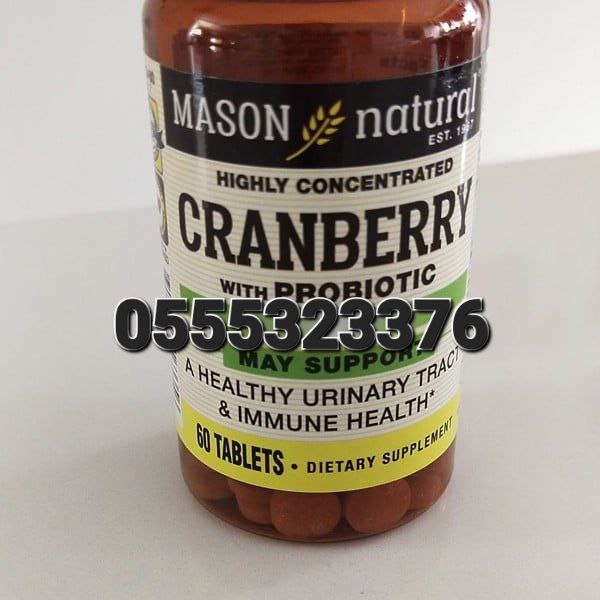 MASON natural
EST. 1967
HIGHLY CONCENTRATED
CRANBERRY
WITH PROBIOTIC
0555323376
MAY SUPPORT
A HEALTHY URINARY TRACT
& IMMUNE HEALTH*
60 TABLETS • DIETARY SUPPLEMENT